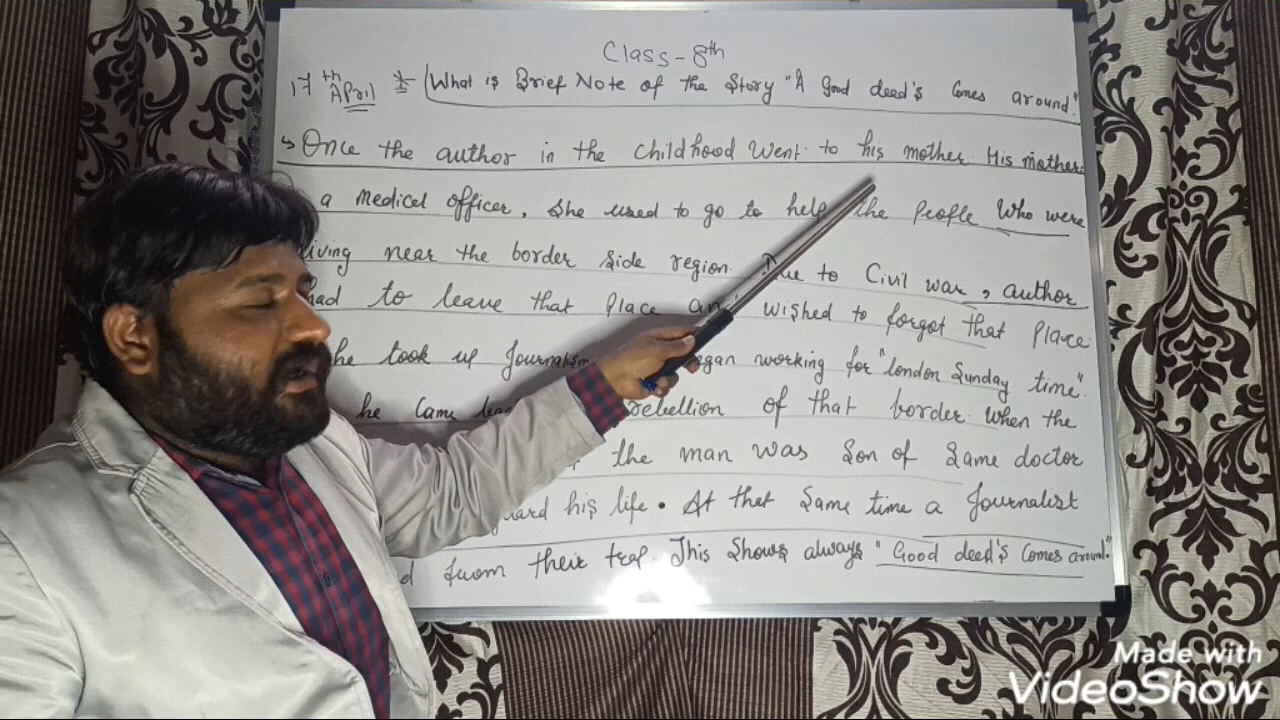 Class - 8th
17th April * What is Brief Note of the Story "A good deed's Comes around."
Once the author in the childhood went to his mother. His mother
a medical officer. She used to go to help the People Who were
living near the border side region. Due to Civil war, author
had to leave that Place and wished to forgot that Place
he took up Journalism began working for "london Sunday time".
he Came rebellion of that border. When the
the man was Son of Same doctor
guard his life. At that Same time a Journalist
from their trap. This Shows always "Good deed's Comes around."
Made with
VideoShow